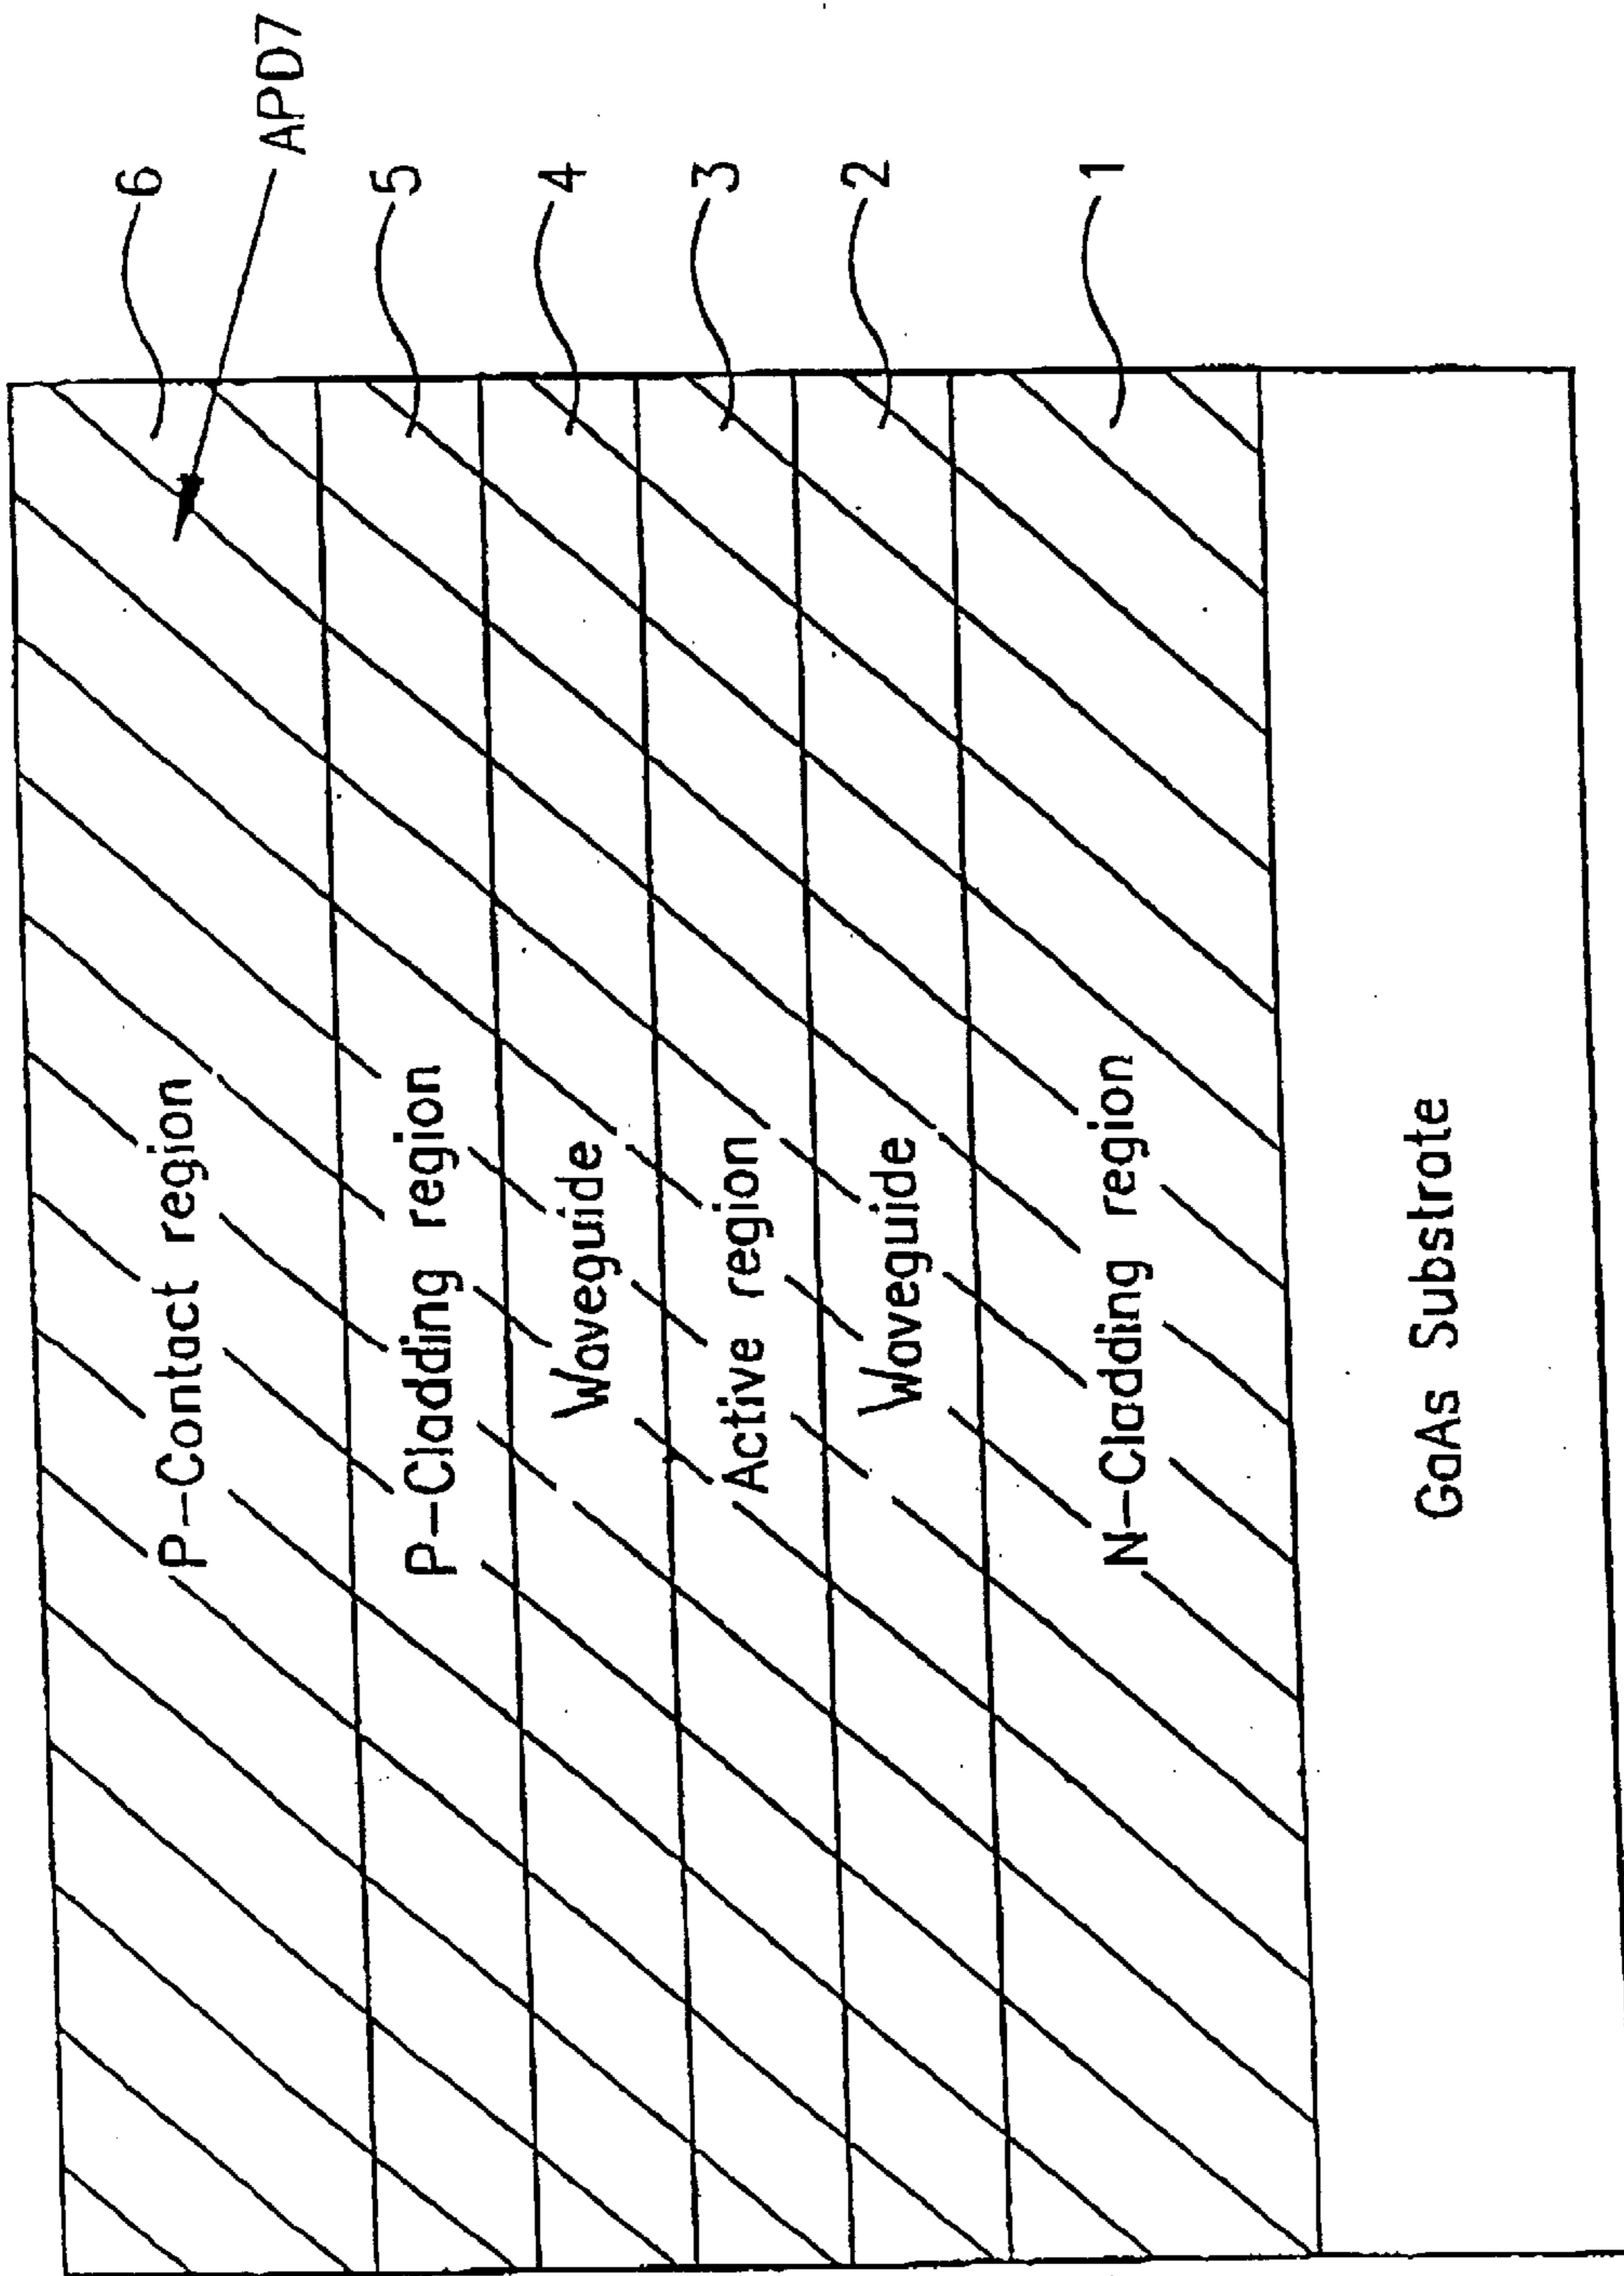 6
APD7
P-Contact region
5
P-Cladding region
4
Waveguide
3
Active region
2
Waveguide
1
N-Cladding region
GaAs Substrate